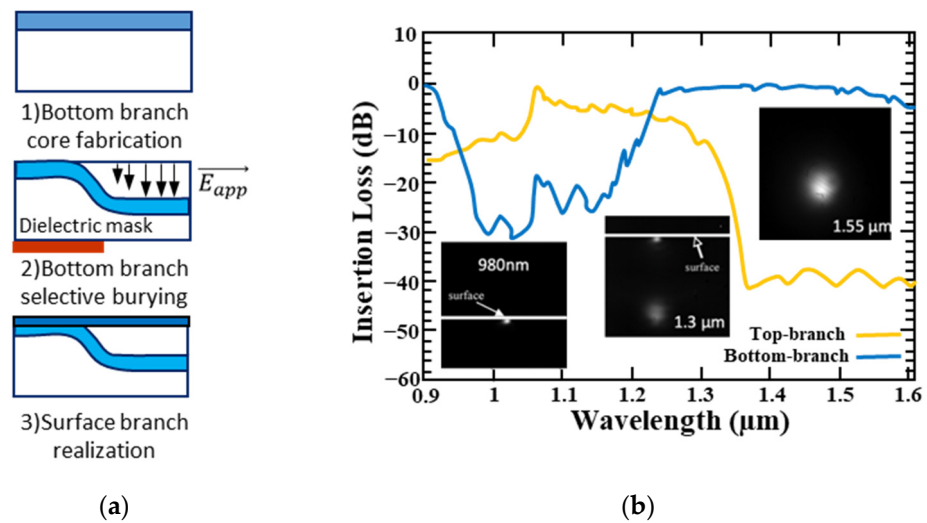 1)Bottom branch
core fabrication
E_app
Dielectric mask
2)Bottom branch
selective burying
3)Surface branch
realization
(a)
Insertion Loss (dB)
10
0
−10
−20
−30
−40
−50
−60
0.9 1 1.1 1.2 1.3 1.4 1.5 1.6
Wavelength (µm)
980nm
surface
surface
1.3 µm
1.55 µm
Top-branch
Bottom-branch
(b)